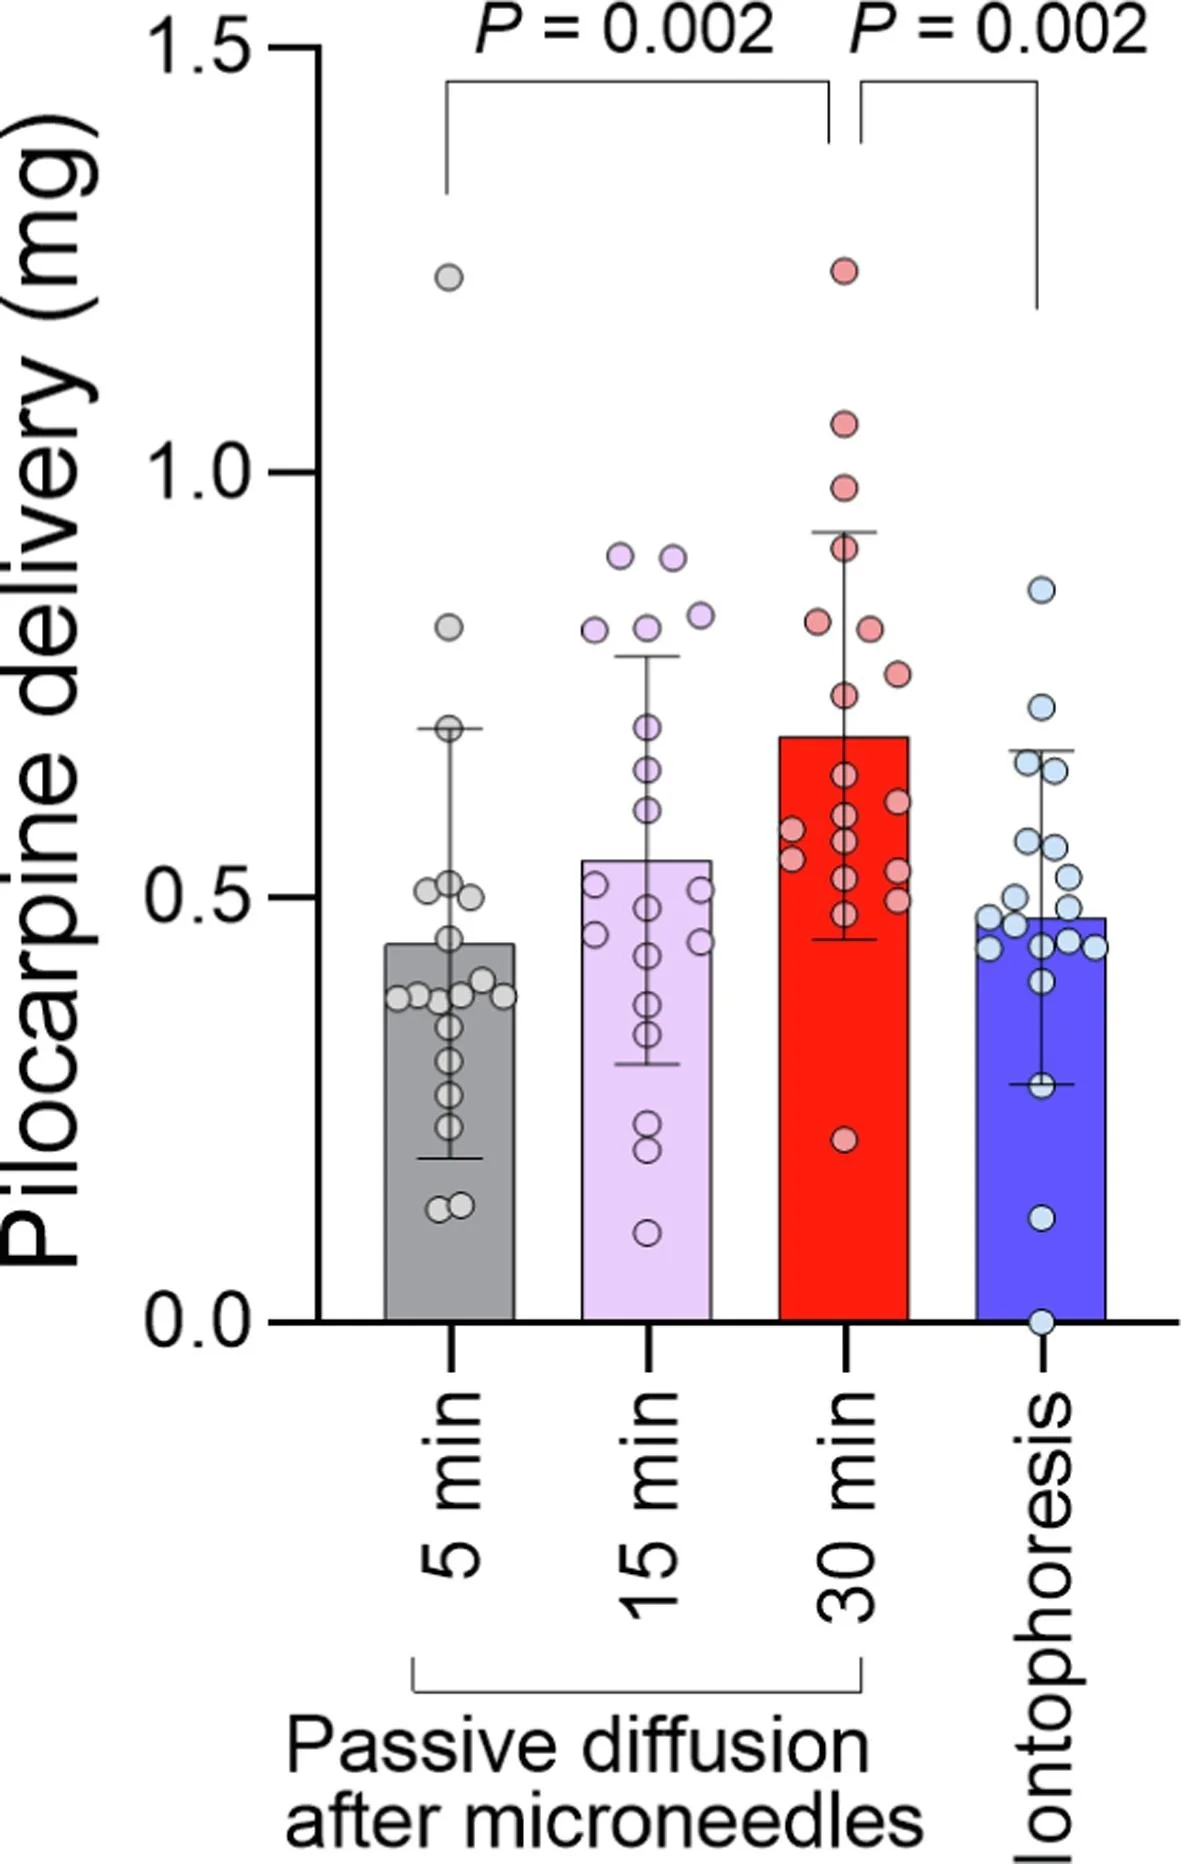 P = 0.002 P = 0.002
Pilocarpine delivery (mg)
1.5
1.0
0.5
0.0
5 min
15 min
30 min
Iontophoresis
Passive diffusion
after microneedles